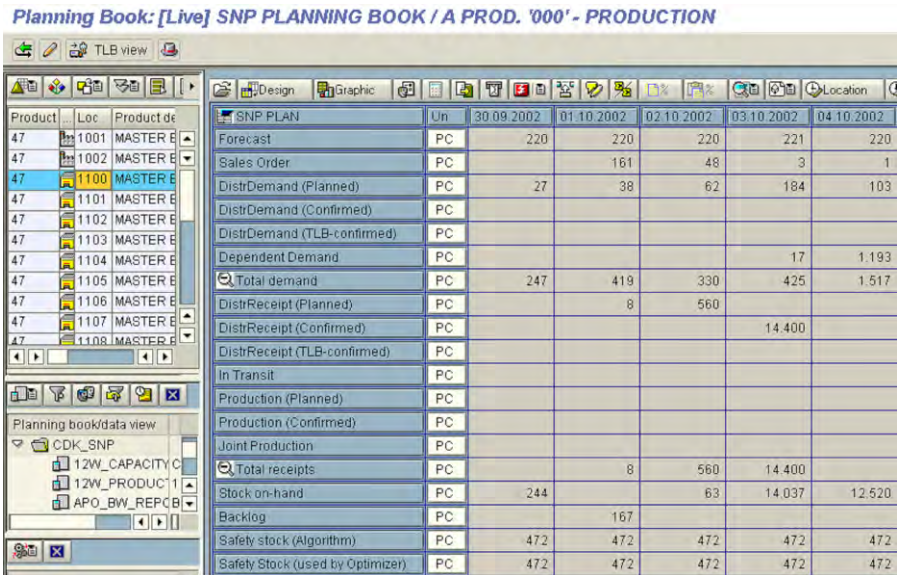 Planning Book: [Live] SNP PLANNING BOOK / A PROD. '000' - PRODUCTION
TLB view
Design Graphic Location
Product ... Loc Product de
47 1001 MASTER E
47 1002 MASTER E
47 1100 MASTER E
47 1101 MASTER E
47 1102 MASTER E
47 1103 MASTER E
47 1104 MASTER E
47 1105 MASTER E
47 1106 MASTER E
47 1107 MASTER E
47 1108 MASTER E
Planning book/data view
CDK_SNP
12W_CAPACITY C
12W_PRODUC 1
APO_BW_REPO B
SNP PLAN Un 30.09.2002 01.10.2002 02.10.2002 03.10.2002 04.10.2002
Forecast PC 220 220 220 221 220
Sales Order PC 161 48 3 1
DistrDemand (Planned) PC 27 38 62 184 103
DistrDemand (Confirmed) PC
DistrDemand (TLB-confirmed) PC
Dependent Demand PC 17 1.193
Total demand PC 247 419 330 425 1.517
DistrReceipt (Planned) PC 8 560
DistrReceipt (Confirmed) PC 14.400
DistrReceipt (TLB-confirmed) PC
In Transit PC
Production (Planned) PC
Production (Confirmed) PC
Joint Production PC
Total receipts PC 8 560 14.400
Stock on-hand PC 244 63 14.037 12.520
Backlog PC 167
Safety stock (Algorithm) PC 472 472 472 472 472
Safety Stock (used by Optimizer) PC 472 472 472 472 472